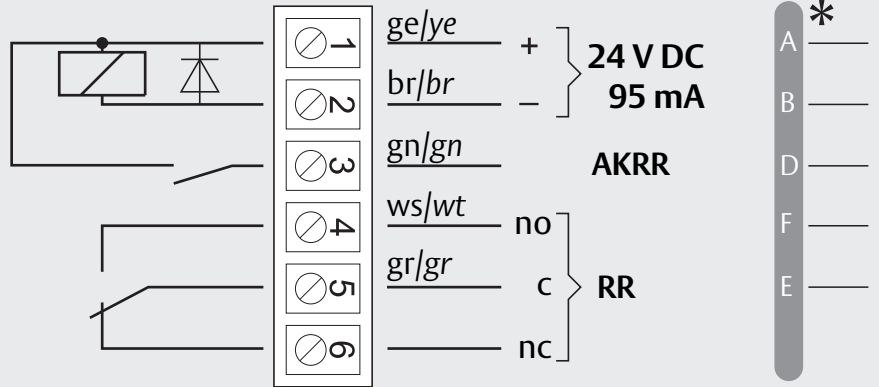 1 ge/ye + 24 V DC A *
2 br/br – 95 mA B
3 gn/gn AKRR D
4 ws/wt no F
5 gr/gr c RR E
6 nc